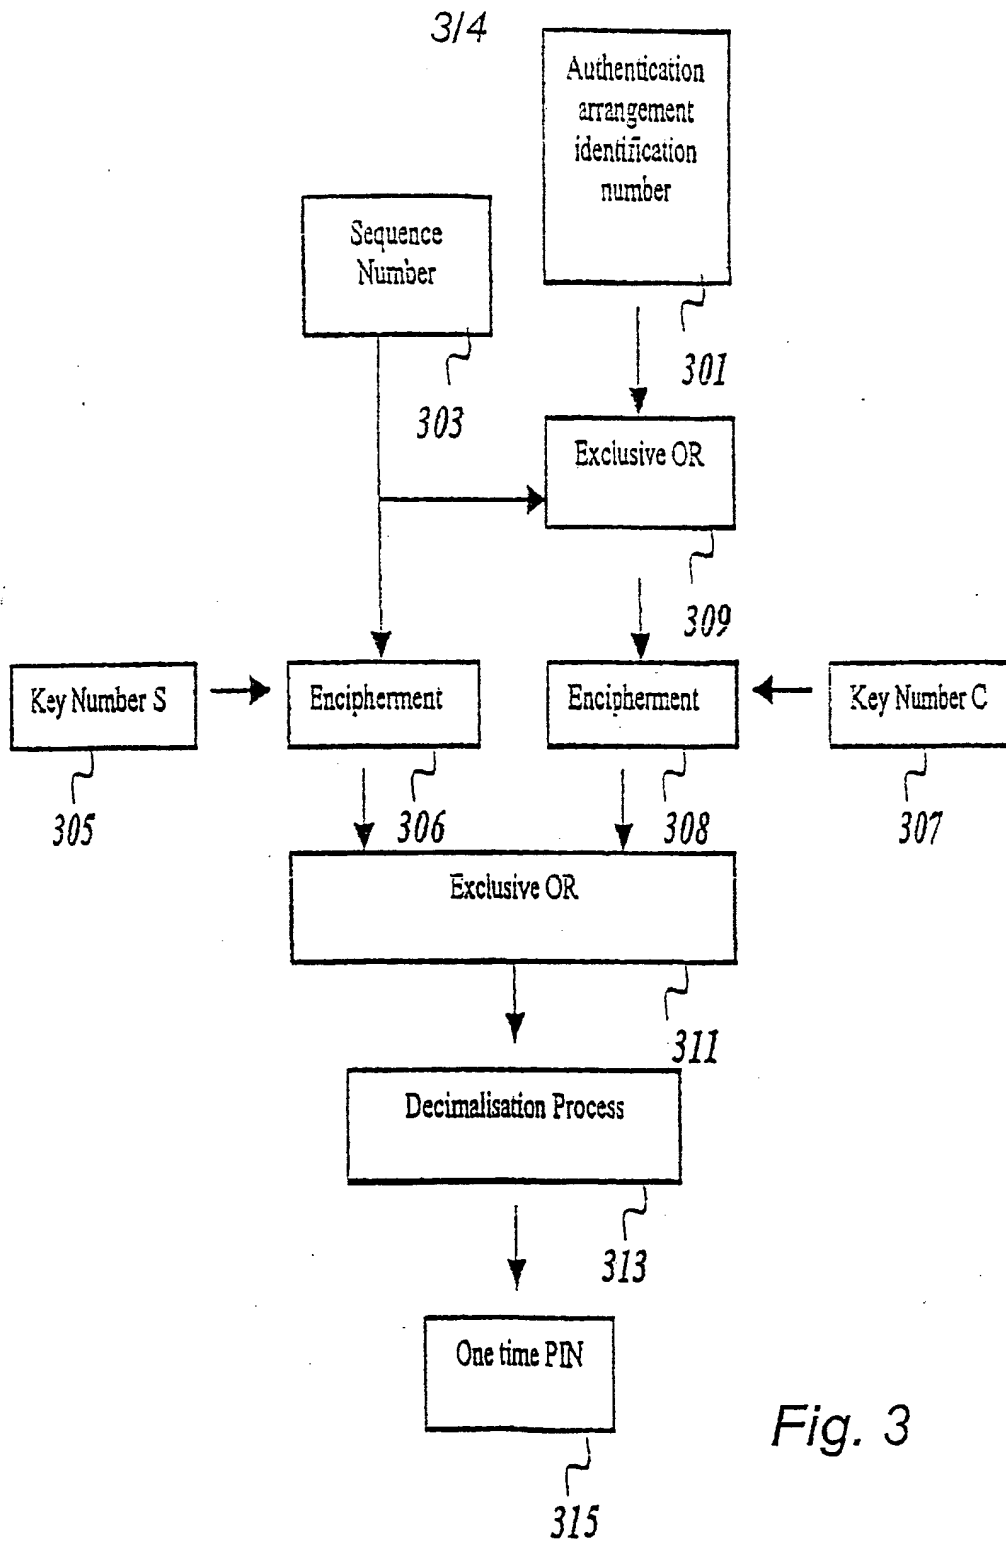 3/4
Authentication
arrangement
identification
number
Sequence
Number
301
303
Exclusive OR
309
Key Number S
Encipherment
Encipherment
Key Number C
305
306
308
307
Exclusive OR
311
Decimalisation Process
313
One time PIN
Fig. 3
315